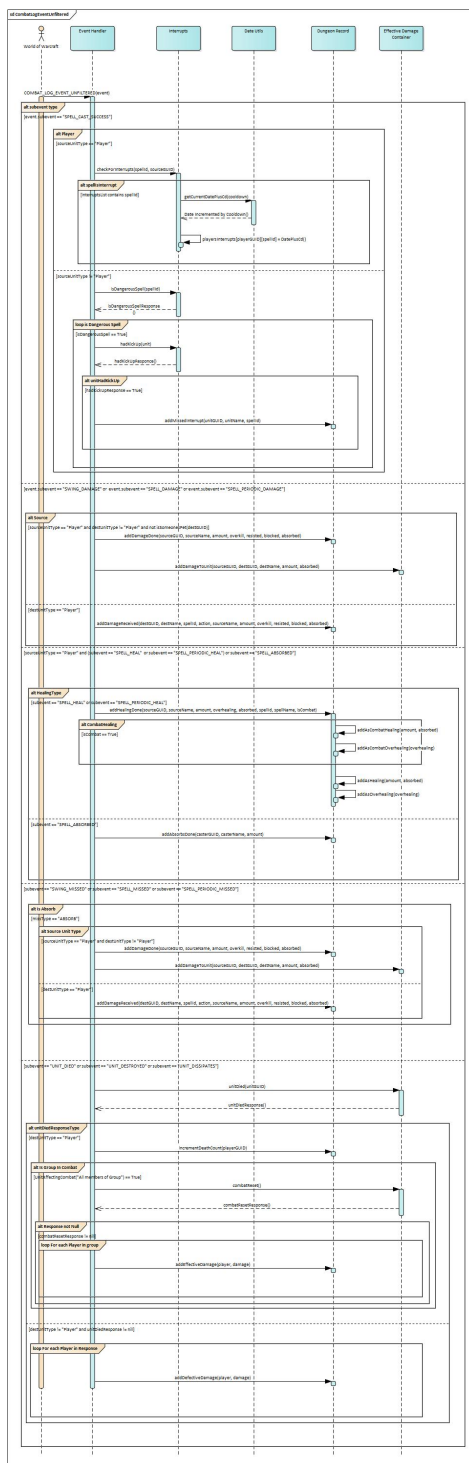 sd CombatLogEventUnfiltered
World of Warcraft
Event Handler
Interrupts
Date Utils
Dungeon Record
Effective Damage
Container
COMBAT_LOG_EVENT_UNFILTERED(event)
alt subevent type
[event.subevent == "SPELL_CAST_SUCCESS"]
alt Player
[sourceUnitType == "Player"]
checkForInterrupts(spellId, sourceGUID)
alt spellIsInterrupt
[InterruptsList contains spellId]
getCurrentDatePlusCd(cooldown)
Date Incremented by Cooldown()
playersInterrupts[playerGUID][spellId] = DatePlusCd()
[sourceUnitType != "Player"]
isDangerousSpell(spellId)
isDangerousSpellResponse
()
loop is Dangerous Spell
[isDangerousSpell == True]
hadKickUp(unit)
hadKickUpResponse()
alt unitHadKickUp
[hadKickUpResponse == True]
addMissedInterrupt(unitGUID, unitName, spellId)
[event.subevent == "SWING_DAMAGE" or event.subevent == "SPELL_DAMAGE" or event.subevent == "SPELL_PERIODIC_DAMAGE"]
alt Source
[sourceUnitType == "Player" and destUnitType != "Player" and not isSomeonesPet(destGUID)]
addDamageDone(sourceGUID, sourceName, amount, overkill, resisted, blocked, absorbed)
addDamageToUnit(sourceGUID, destGUID, destName, amount, absorbed)
[destUnitType == "Player"]
addDamageReceived(destGUID, destName, spellId, action, sourceName, amount, overkill, resisted, blocked, absorbed)
[sourceUnitType == "Player" and (subevent == "SPELL_HEAL" or subevent == "SPELL_PERIODIC_HEAL") or subevent == "SPELL_ABSORBED"]
alt HealingType
[subevent == "SPELL_HEAL" or subevent == "SPELL_PERIODIC_HEAL"]
addHealingDone(sourceGUID, sourceName, amount, overhealing, absorbed, spellId, spellName, isCombat)
alt CombatHealing
[isCombat == True]
addAsCombatHealing(amount, absorbed)
addAsCombatOverhealing(overhealing)
addAsHealing(amount, absorbed)
addAsOverhealing(overhealing)
[subevent == "SPELL_ABSORBED"]
addAbsorbsDone(casterGUID, casterName, amount)
[subevent == "SWING_MISSED" or subevent == "SPELL_MISSED" or subevent == "SPELL_PERIODIC_MISSED"]
alt Is Absorb
[missType == "ABSORB"]
alt Source Unit Type
[sourceUnitType == "Player" and destUnitType != "Player"]
addDamageDone(sourceGUID, sourceName, amount, overkill, resisted, blocked, absorbed)
addDamageToUnit(sourceGUID, destGUID, destName, amount, absorbed)
[destUnitType == "Player"]
addDamageReceived(destGUID, destName, spellId, action, sourceName, amount, overkill, resisted, blocked, absorbed)
[subevent == "UNIT_DIED" or subevent == "UNIT_DESTROYED" or subevent == "UNIT_DISSIPATES"]
unitDied(unitGUID)
unitDiedResponse()
alt unitDiedResponseType
[destUnitType == "Player"]
incrementDeathCount(playerGUID)
alt Is Group in Combat
[UnitAffectingCombat("all members of Group") == True]
combatReset()
combatResetResponse()
alt Response not Null
[combatResetResponse != nil]
loop For each Player in group
addEffectiveDamage(player, damage)
[destUnitType != "Player" and unitDiedResponse != nil]
loop For each Player in Response
addDefectiveDamage(player, damage)